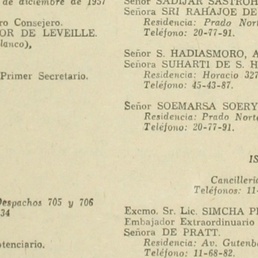 de diciembre de 1957
ro Consejero.
OR DE LEVEILLE.
lanco),
Primer Secretario.
Despachos 705 y 706
34
otenciario.
Señor SADIJAR SASTROH
Señora SRI RAHAJOE DE
Residencia: Prado Nor
Teléfono: 20-77-91.
Señor S. HADIASMORO, A
Señora SUHARTI DE S. H
Residencia: Horacio 327
Teléfono: 45-43-87.
Señor SOEMARSA SOERY
Residencia: Prado Norte
Teléfono: 20-77-91.
IS
Cancillerí
Teléfonos: 11-
Excmo. Sr. Lic. SIMCHA P
Embajador Extraordinario
Señora DE PRATT.
Residencia: Av. Gutenb
Teléfono: 11-68-82.